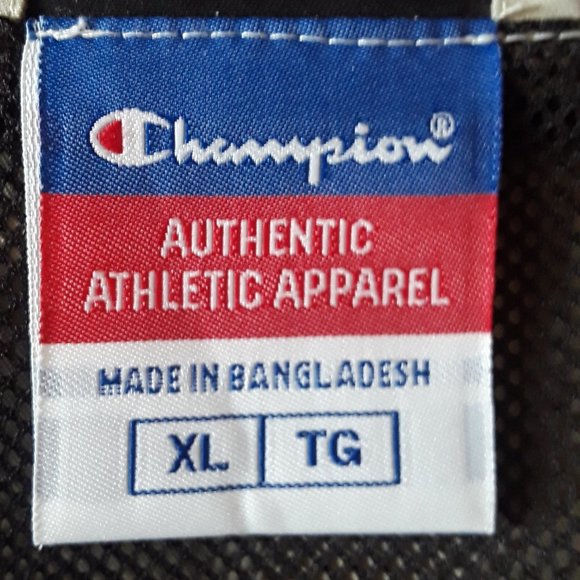 Champion®
AUTHENTIC
ATHLETIC APPAREL
MADE IN BANGLADESH
XL TG